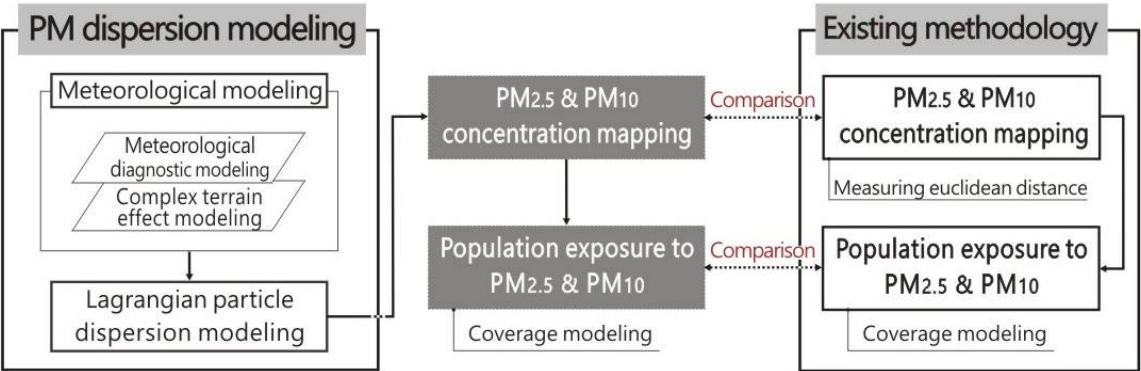 PM dispersion modeling
Meteorological modeling
Meteorological
diagnostic modeling
Complex terrain
effect modeling
Lagrangian particle
dispersion modeling
PM2.5 & PM10
concentration mapping
Population exposure to
PM2.5 & PM10
Coverage modeling
Comparison
Comparison
Existing methodology
PM2.5 & PM10
concentration mapping
Measuring euclidean distance
Population exposure to
PM2.5 & PM10
Coverage modeling